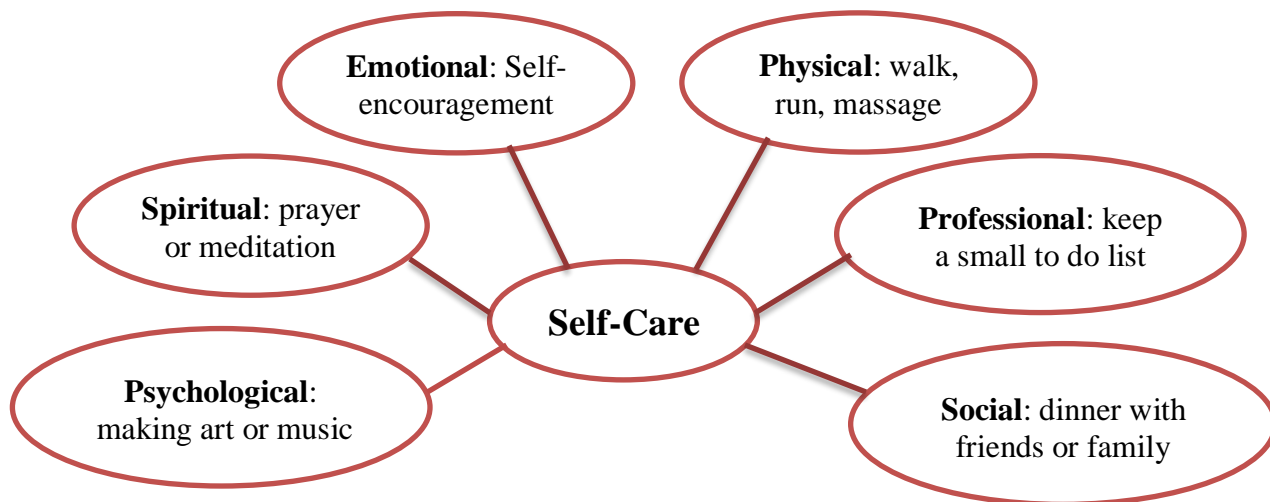 Emotional: Self-
encouragement
Physical: walk,
run, massage
Spiritual: prayer
or meditation
Professional: keep
a small to do list
Self-Care
Psychological:
making art or music
Social: dinner with
friends or family